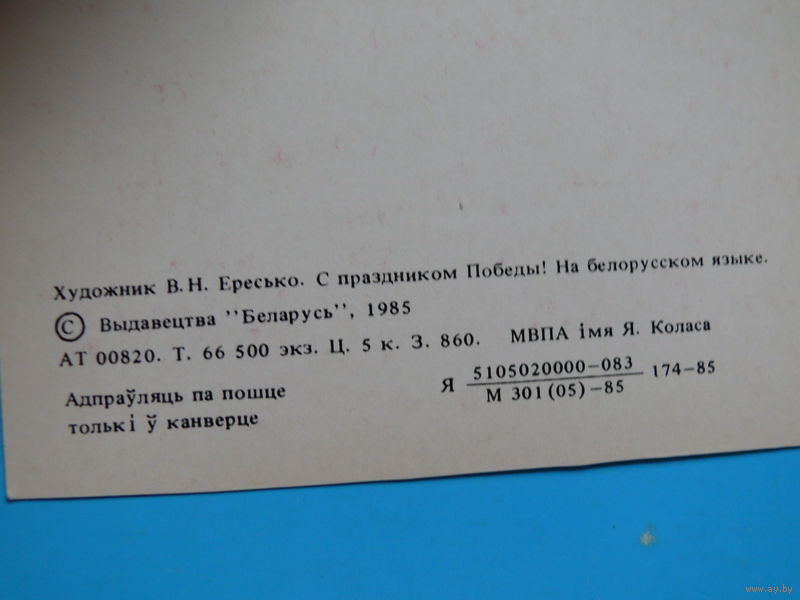 Художник В. Н. Ересько. С праздником Победы! На белорусском языке.
© Выдавецтва "Беларусь", 1985
АТ 00820. Т. 66 500 экз. Ц. 5 к. З. 860. МВПА імя Я. Коласа
Адпраўляць па пошце
толькі ў канверце
Я 5105020000-083 174-85
М 301(05)-85
www.ay.by